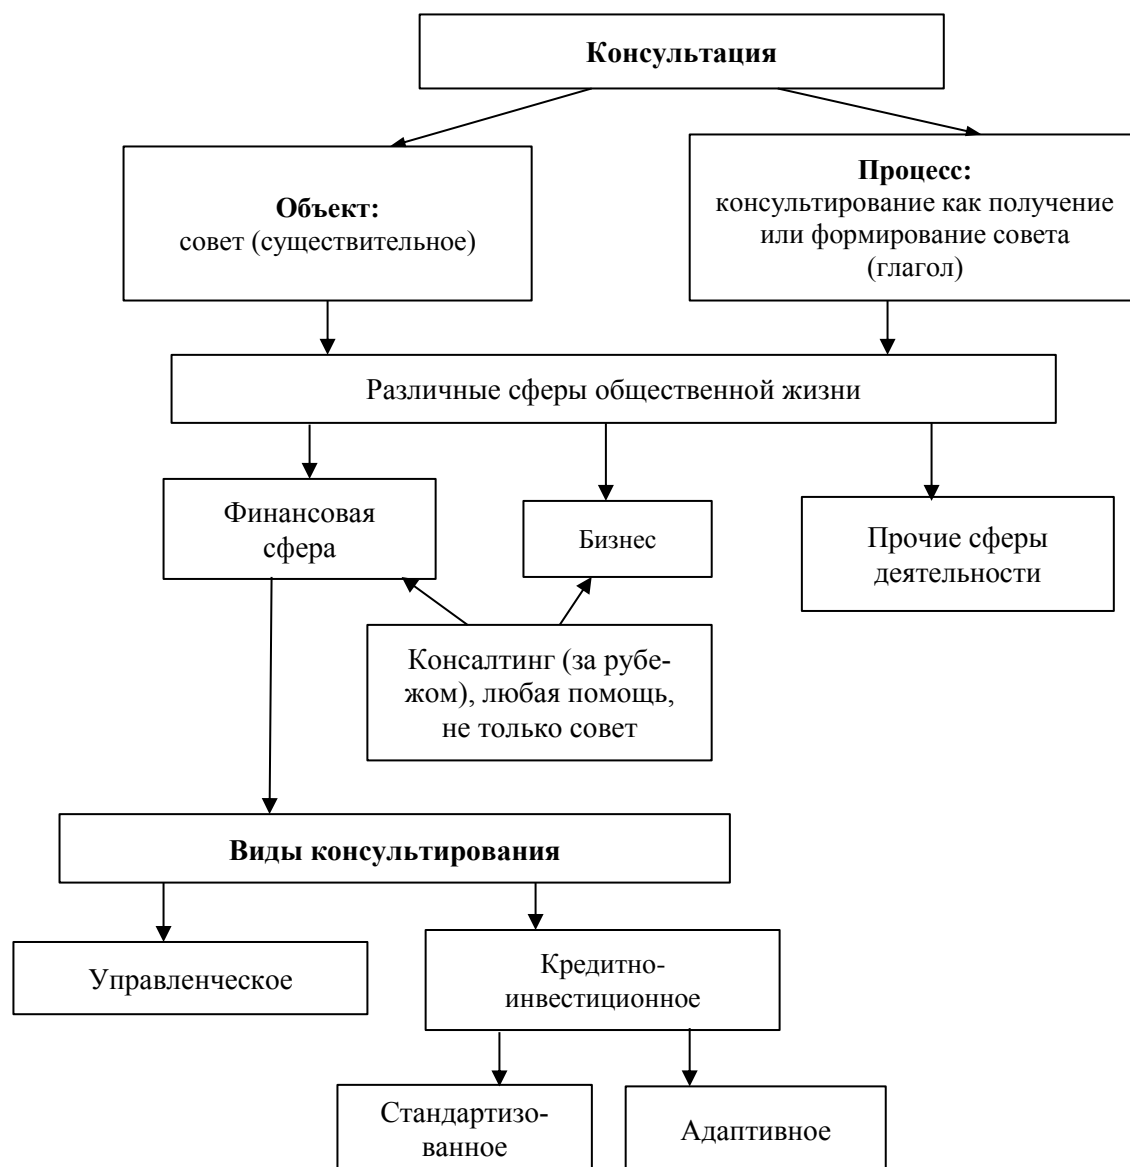 Консультация
Объект:
совет (существительное)
Процесс:
консультирование как получение
или формирование совета
(глагол)
Различные сферы общественной жизни
Финансовая
сфера
Бизнес
Прочие сферы
деятельности
Консалтинг (за рубе-
жом), любая помощь,
не только совет
Виды консультирования
Управленческое
Кредитно-
инвестиционное
Стандартизо-
ванное
Адаптивное